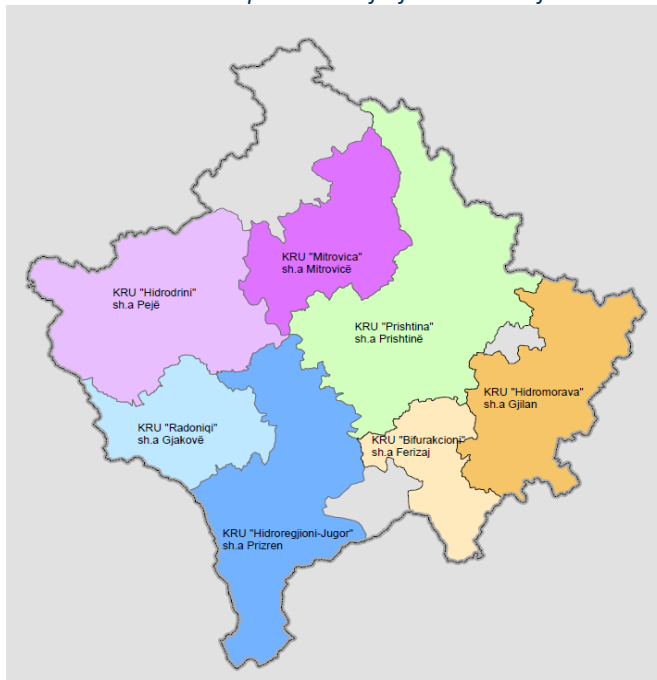 KRU "Mitrovica"
sh.a Mitrovicë
KRU "Hidrodrini"
sh.a Pejë
KRU "Prishtina"
sh.a Prishtinë
KRU "Hidromorava"
sh.a Gjilan
KRU "Radoniqi"
sh.a Gjakovë
KRU "Bifurakcioni"
sh.a Ferizaj
KRU "Hidroregjioni-Jugor"
sh.a Prizren